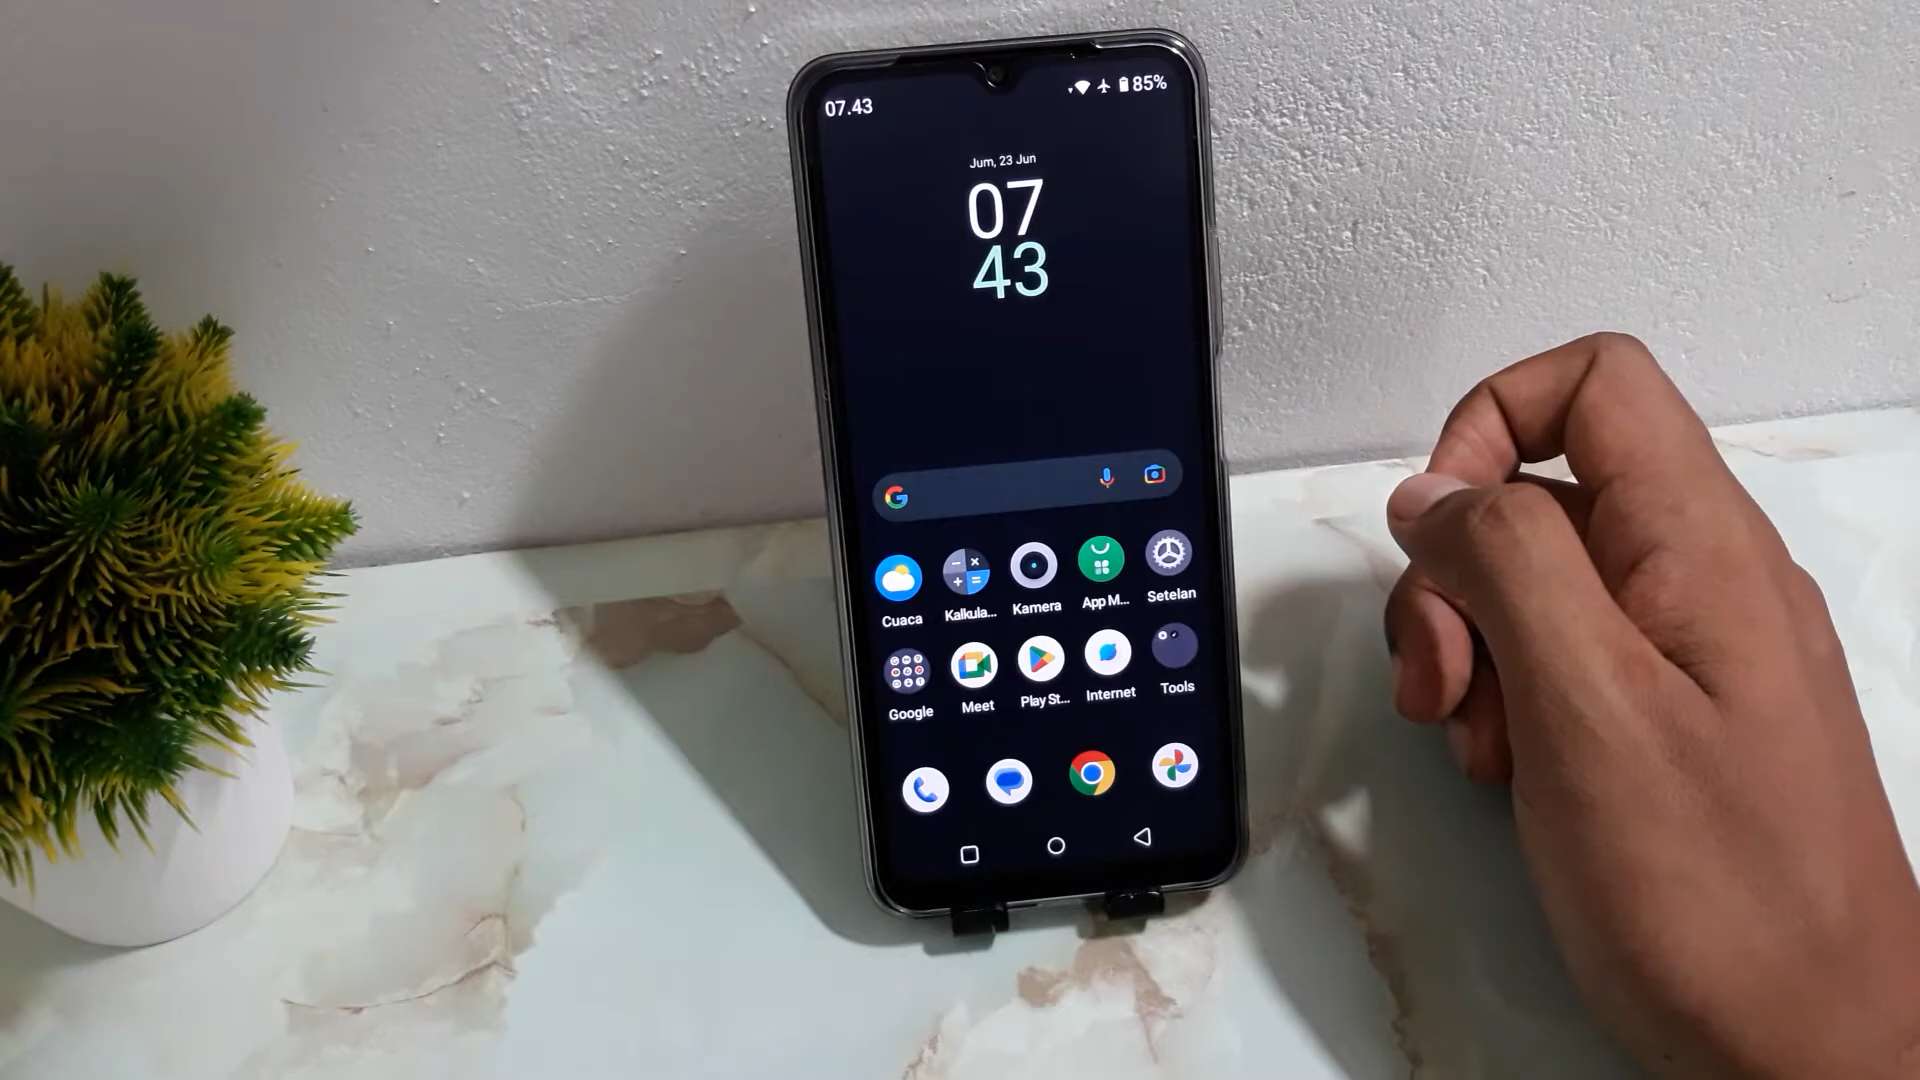 07.43
85%
Jum, 23 Jun
07
43
Cuaca
Kalkula...
Kamera
App M...
Setelan
Google
Meet
Play St...
Internet
Tools